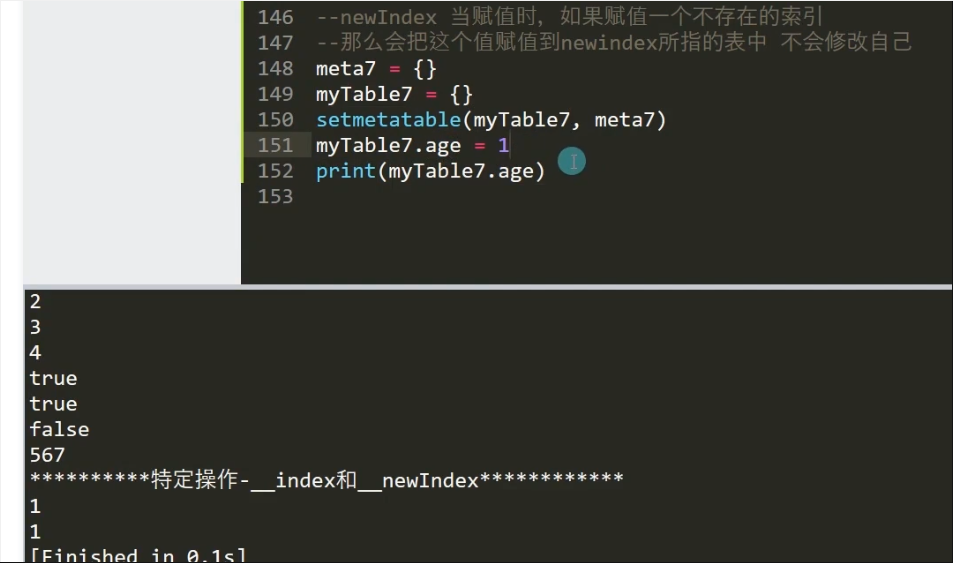 146 --newIndex 当赋值时, 如果赋值一个不存在的索引
147 --那么会把这个值赋值到newindex所指的表中 不会修改自己
148 meta7 = {}
149 myTable7 = {}
150 setmetatable(myTable7, meta7)
151 myTable7.age = 1
152 print(myTable7.age)
153
2
3
4
true
true
false
567
**********特定操作-__index和__newIndex************
1
1
[Finished in 0.1s]